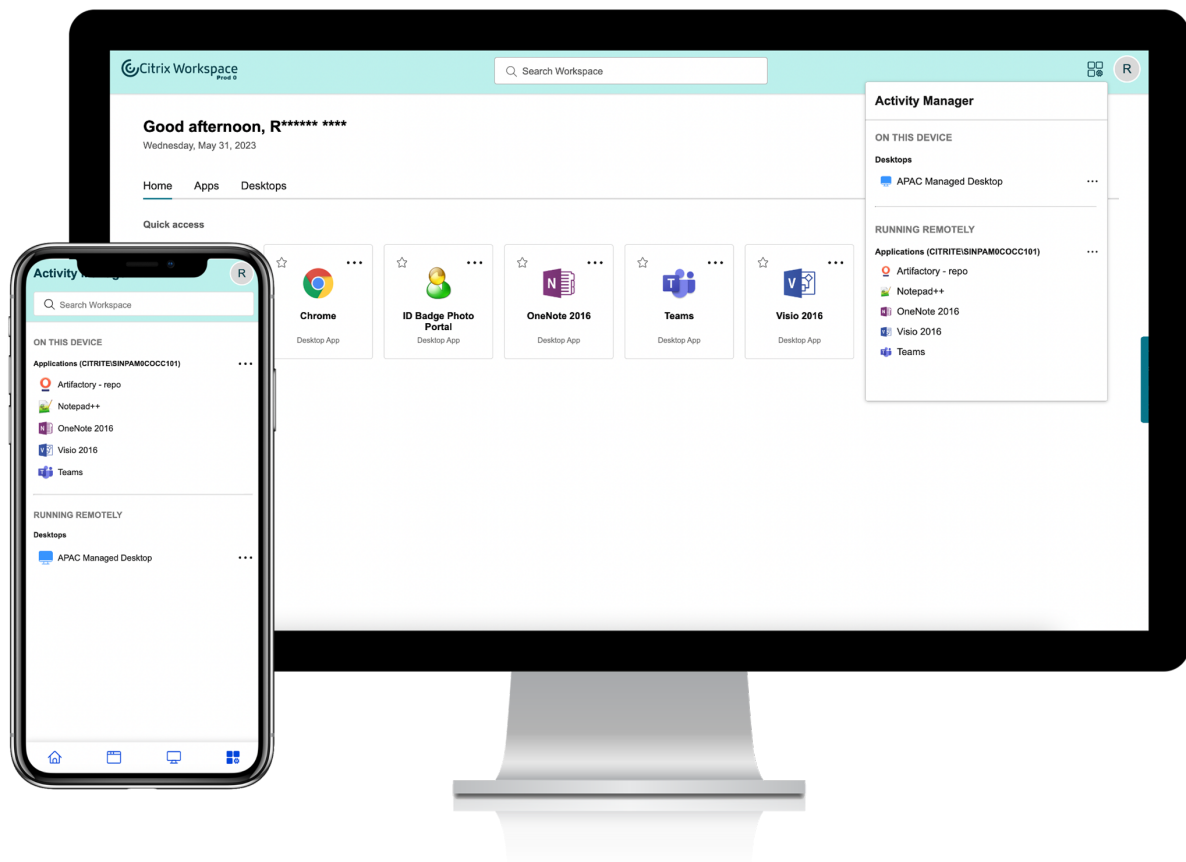 Citrix Workspace
Prod 0
Search Workspace
R
Good afternoon, R****** ****
Wednesday, May 31, 2023
Home Apps Desktops
Quick access
Chrome
Desktop App
ID Badge Photo
Portal
Desktop App
OneNote 2016
Desktop App
Teams
Desktop App
Visio 2016
Desktop App
Activity Manager
ON THIS DEVICE
Desktops
APAC Managed Desktop
RUNNING REMOTELY
Applications (CITRITE\SINPAM0COCC101)
Artifactory - repo
Notepad++
OneNote 2016
Visio 2016
Teams
Activity
R
Search Workspace
ON THIS DEVICE
Applications (CITRITE\SINPAM0COCC101)
Artifactory - repo
Notepad++
OneNote 2016
Visio 2016
Teams
RUNNING REMOTELY
Desktops
APAC Managed Desktop